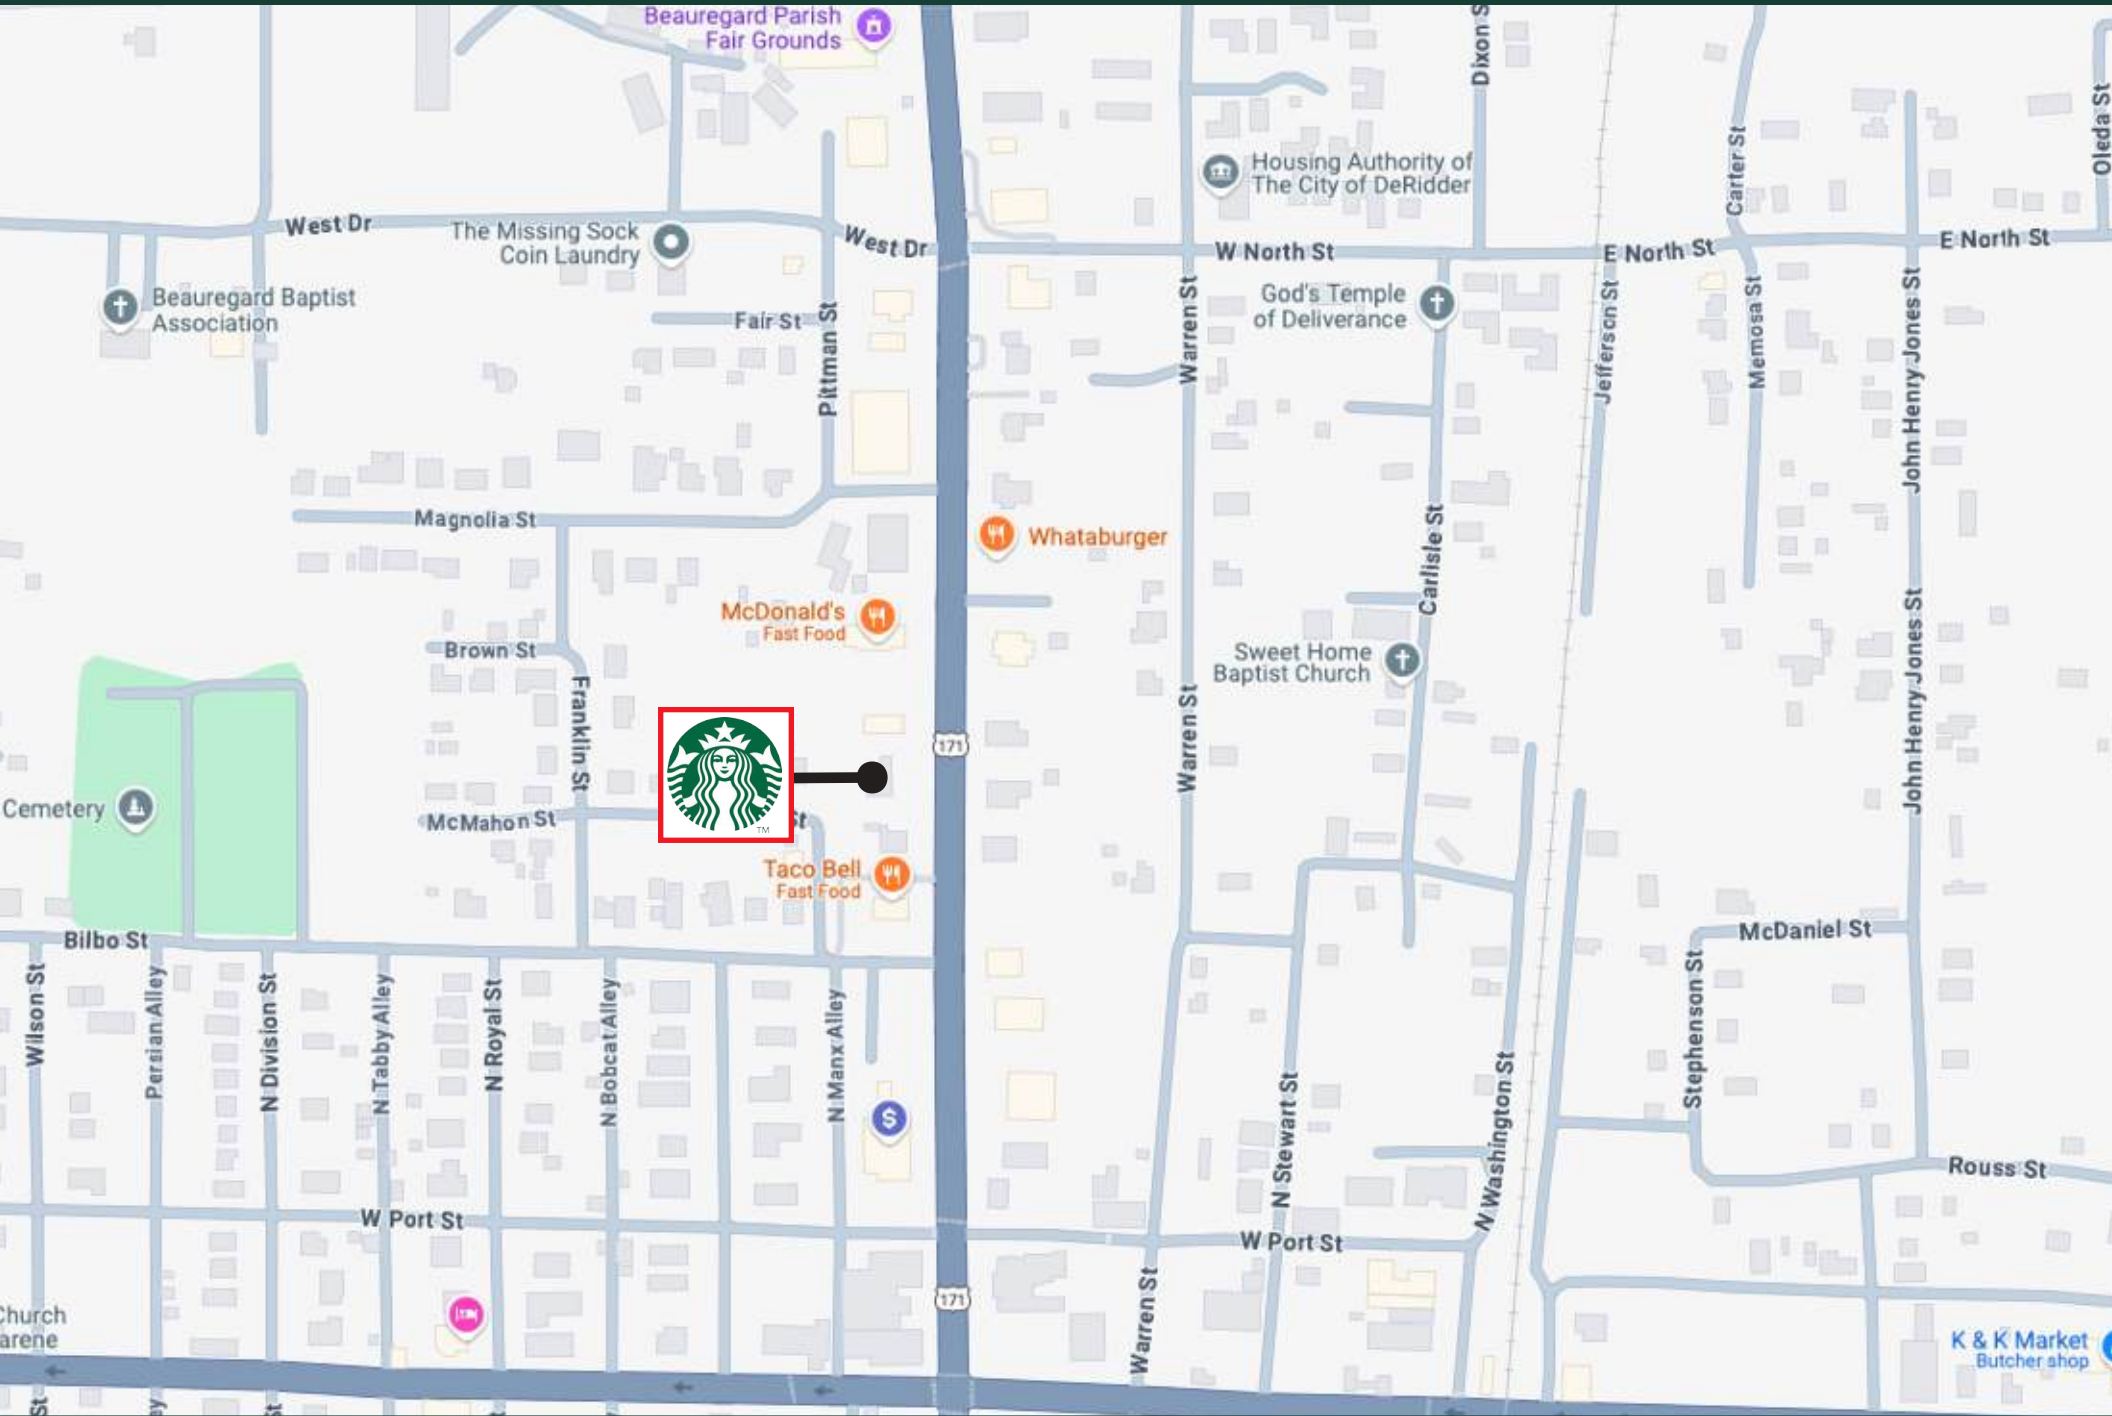 Beauregard Parish
Fair Grounds
Dixon S
Oleda St
Carter St
Housing Authority of
The City of DeRidder
West Dr
The Missing Sock
Coin Laundry
West Dr
W North St
E North St
E North St
Beauregard Baptist
Association
Fair St
Pittman St
Warren St
God's Temple
of Deliverance
Jefferson St
Memosa St
John Henry Jones St
Magnolia St
Whataburger
Carlisle St
McDonald's
Fast Food
Brown St
Sweet Home
Baptist Church
John Henry Jones St
Franklin St
Warren St
171
Cemetery
McMahon St
St
TM
Taco Bell
Fast Food
Bilbo St
McDaniel St
Wilson St
Persian Alley
N Division St
N Tabby Alley
N Royal St
N Bobcat Alley
N Manx Alley
Stephenson St
N Stewart St
N Washington St
$
Rouss St
W Port St
W Port St
171
Warren St
Church
arene
K & K Market
Butcher shop
St
ey
St